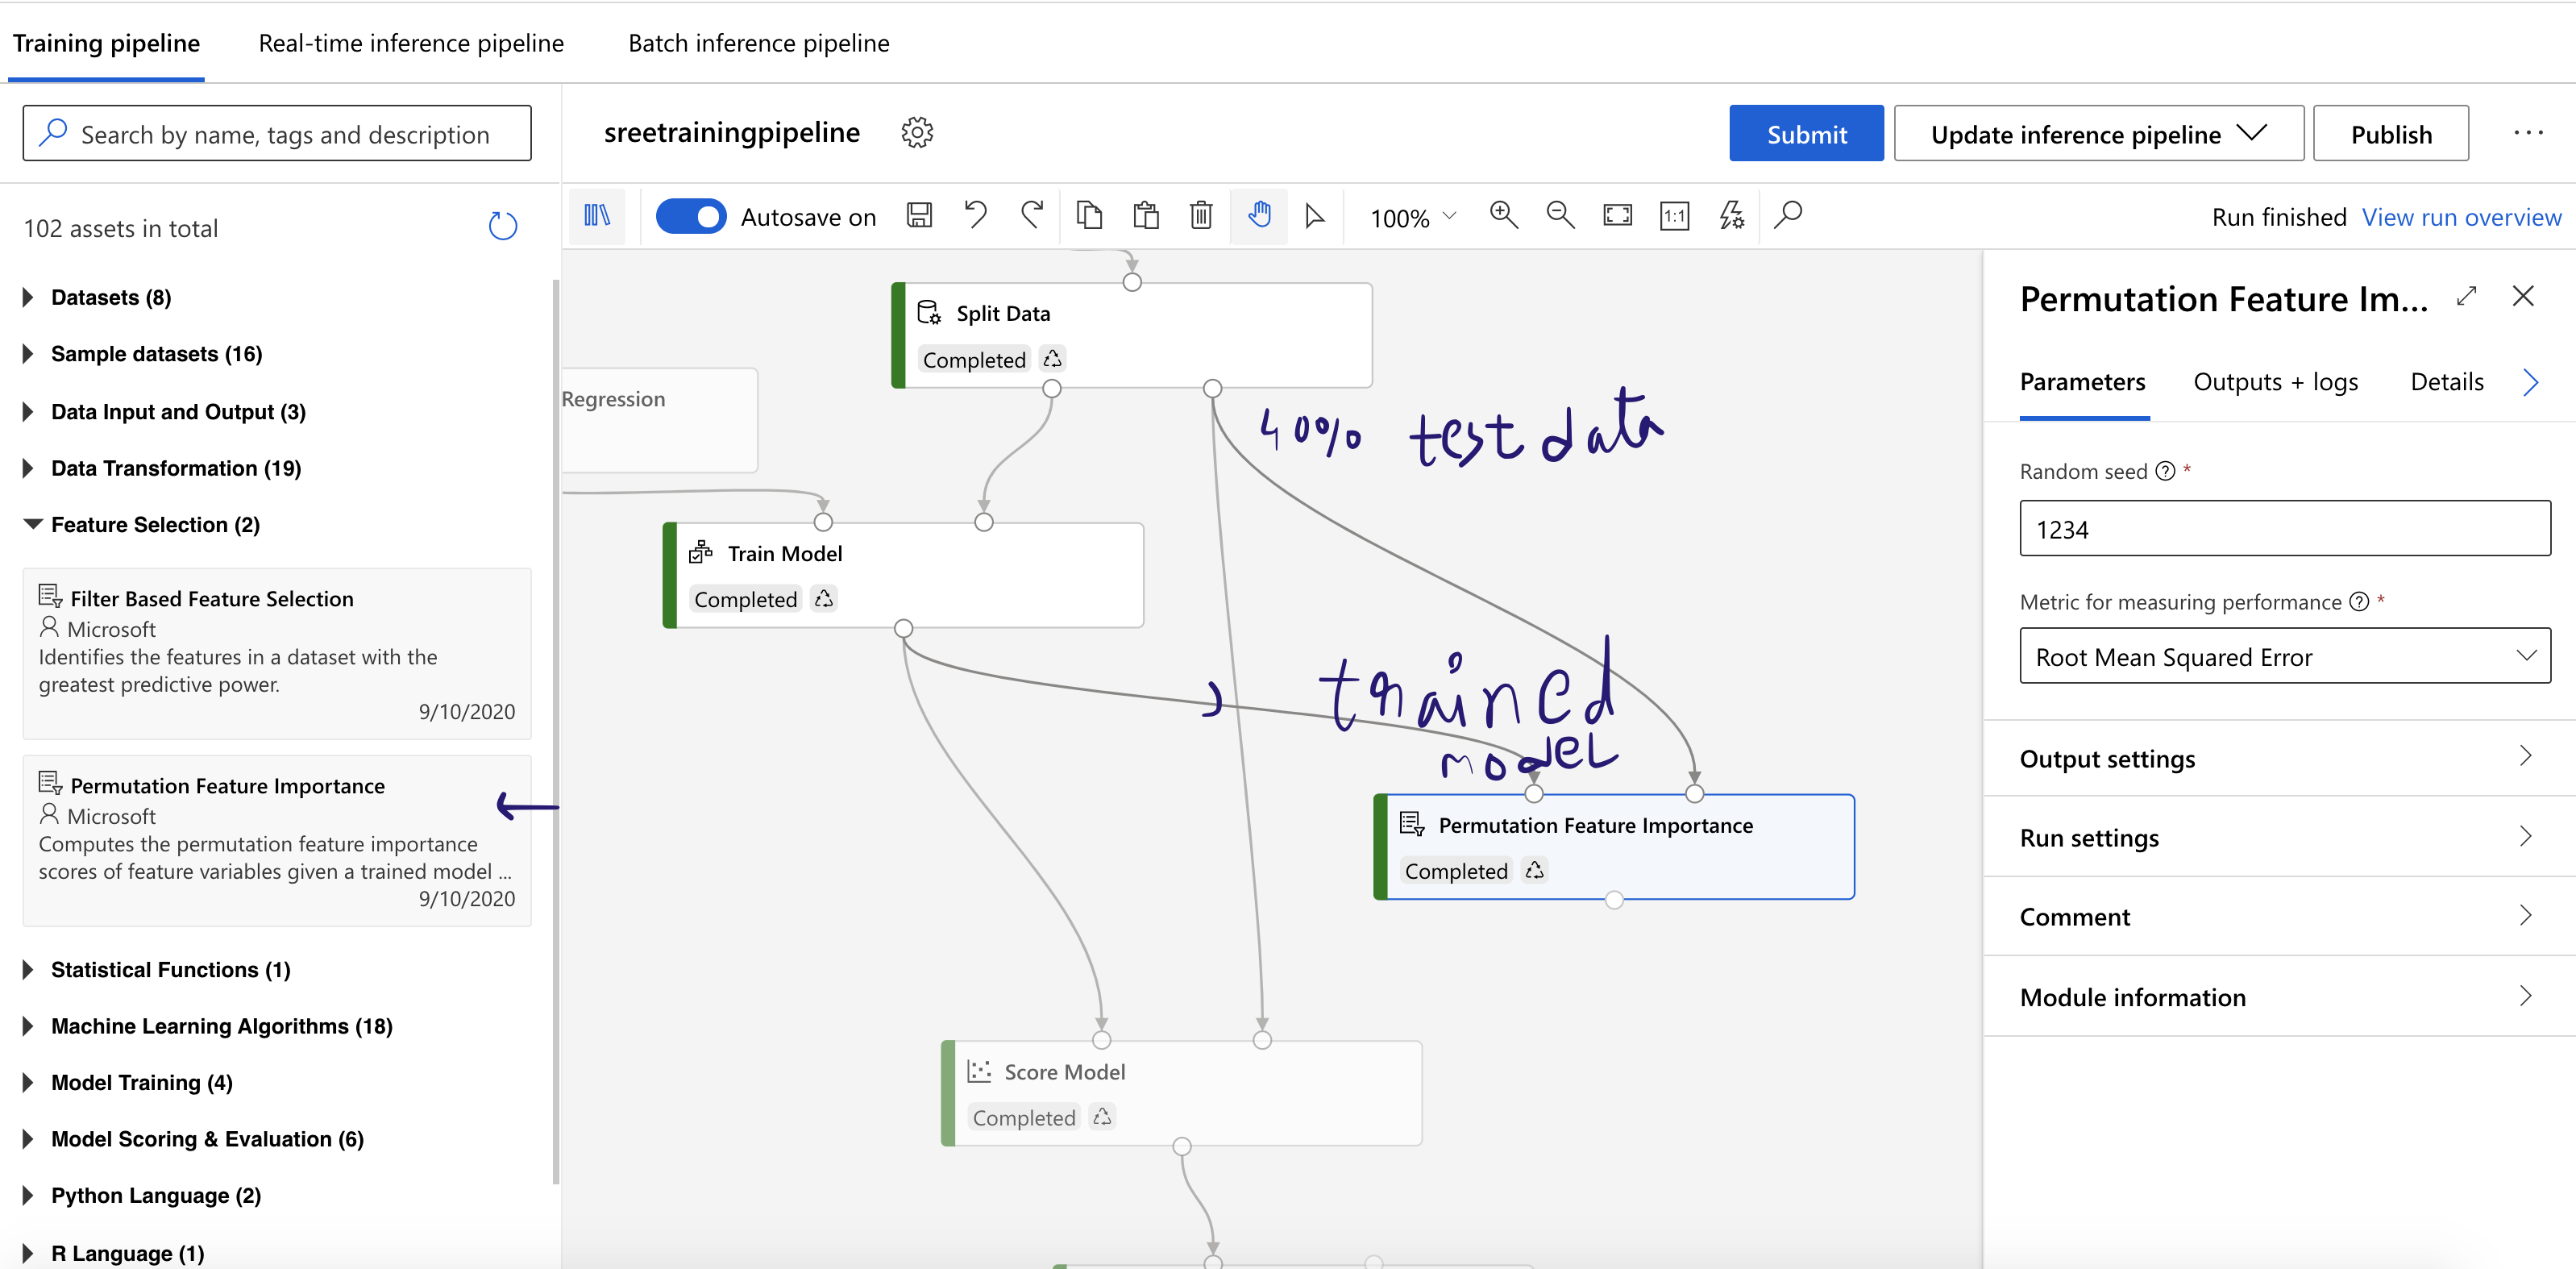 Training pipeline
Real-time inference pipeline
Batch inference pipeline
Search by name, tags and description
sreetrainingpipeline
Submit
Update inference pipeline
Publish
102 assets in total
Autosave on
100%
1:1
Run finished
View run overview
Datasets (8)
Sample datasets (16)
Data Input and Output (3)
Data Transformation (19)
Feature Selection (2)
Filter Based Feature Selection
Microsoft
Identifies the features in a dataset with the
greatest predictive power.
9/10/2020
Permutation Feature Importance
Microsoft
Computes the permutation feature importance
scores of feature variables given a trained model ...
9/10/2020
Statistical Functions (1)
Machine Learning Algorithms (18)
Model Training (4)
Model Scoring & Evaluation (6)
Python Language (2)
R Language (1)
Split Data
Completed
Regression
40% test data
Train Model
Completed
trained
model
Permutation Feature Importance
Completed
Score Model
Completed
Permutation Feature Im...
Parameters
Outputs + logs
Details
Random seed *
1234
Metric for measuring performance *
Root Mean Squared Error
Output settings
Run settings
Comment
Module information